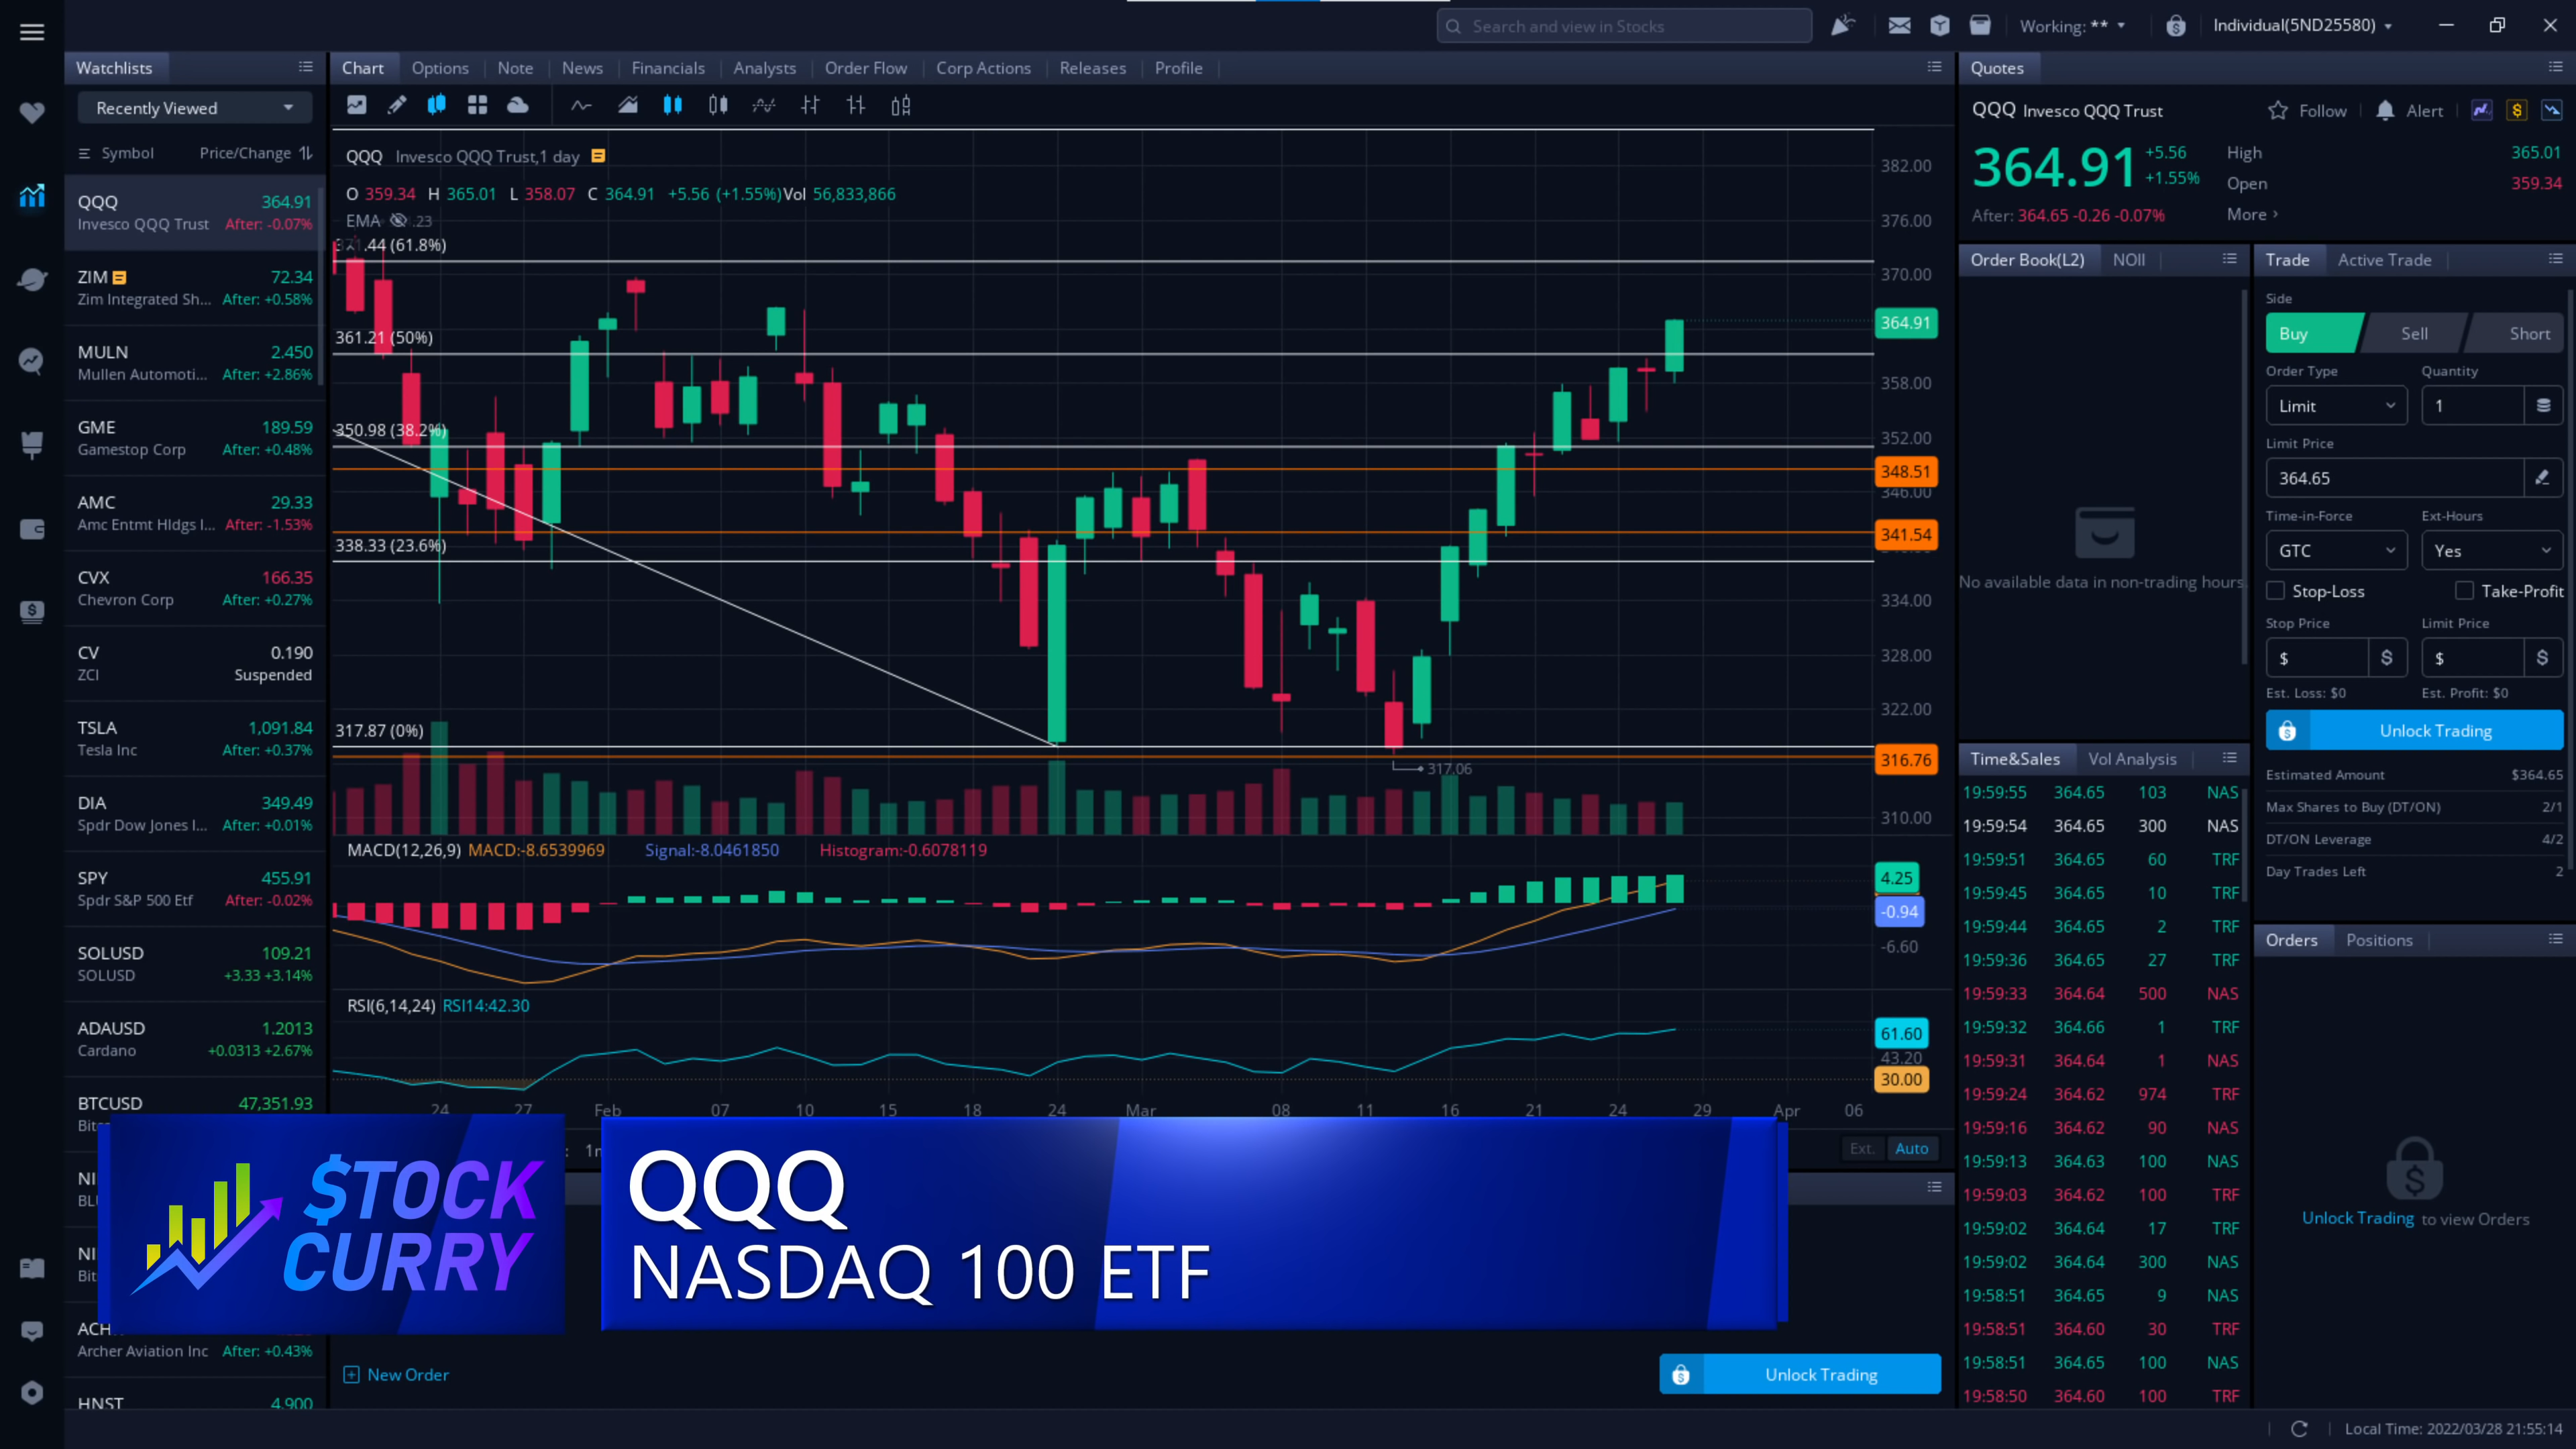 Search and view in Stocks
Working: **
Individual(5ND25580)
Watchlists
Recently Viewed
Symbol Price/Change
QQQ 364.91
Invesco QQQ Trust After: -0.07%
ZIM 72.34
Zim Integrated Sh... After: +0.58%
MULN 2.450
Mullen Automoti... After: +2.86%
GME 189.59
Gamestop Corp After: +0.48%
AMC 29.33
Amc Entmt Hldgs I... After: -1.53%
CVX 166.35
Chevron Corp After: +0.27%
CV 0.190
ZCI Suspended
TSLA 1,091.84
Tesla Inc After: +0.37%
DIA 349.49
Spdr Dow Jones I... After: +0.01%
SPY 455.91
Spdr S&P 500 Etf After: -0.02%
SOLUSD 109.21
SOLUSD +3.33 +3.14%
ADAUSD 1.2013
Cardano +0.0313 +2.67%
BTCUSD 47,351.93
Bit
NI
BL
NI
Bit
ACH
Archer Aviation Inc After: +0.43%
HNST 4.900
Chart Options Note News Financials Analysts Order Flow Corp Actions Releases Profile
QQQ Invesco QQQ Trust,1 day
O 359.34 H 365.01 L 358.07 C 364.91 +5.56 (+1.55%) Vol 56,833,866
EMA .23
.44 (61.8%)
361.21 (50%)
350.98 (38.2%)
338.33 (23.6%)
317.87 (0%)
317.06
382.00
376.00
370.00
364.91
358.00
352.00
348.51
346.00
341.54
334.00
328.00
322.00
316.76
310.00
MACD(12,26,9) MACD:-8.6539969 Signal:-8.0461850 Histogram:-0.6078119
4.25
-0.94
-6.60
RSI(6,14,24) RSI14:42.30
61.60
43.20
30.00
24 27 Feb 07 10 15 18 24 Mar 08 11 16 21 24 29 Apr 06
Ext. Auto
$TOCK
CURRY
QQQ
NASDAQ 100 ETF
New Order
Unlock Trading
Quotes
QQQ Invesco QQQ Trust Follow Alert
364.91 +5.56
+1.55%
High 365.01
Open 359.34
After: 364.65 -0.26 -0.07% More
Order Book(L2) NOII
No available data in non-trading hours.
Trade Active Trade
Side
Buy Sell Short
Order Type Quantity
Limit 1
Limit Price
364.65
Time-in-Force Ext-Hours
GTC Yes
Stop-Loss Take-Profit
Stop Price Limit Price
$ $ $ $
Est. Loss: $0 Est. Profit: $0
Unlock Trading
Estimated Amount $364.65
Max Shares to Buy (DT/ON) 2/1
DT/ON Leverage 4/2
Day Trades Left 2
Time&Sales Vol Analysis
19:59:55 364.65 103 NAS
19:59:54 364.65 300 NAS
19:59:51 364.65 60 TRF
19:59:45 364.65 10 TRF
19:59:44 364.65 2 TRF
19:59:36 364.65 27 TRF
19:59:33 364.64 500 NAS
19:59:32 364.66 1 TRF
19:59:31 364.64 1 NAS
19:59:24 364.62 974 TRF
19:59:16 364.62 90 NAS
19:59:13 364.63 100 NAS
19:59:03 364.62 100 TRF
19:59:02 364.64 17 TRF
19:59:02 364.64 300 NAS
19:58:51 364.65 9 NAS
19:58:51 364.60 30 TRF
19:58:51 364.65 100 NAS
19:58:50 364.60 100 TRF
Orders Positions
Unlock Trading to view Orders
Local Time: 2022/03/28 21:55:14